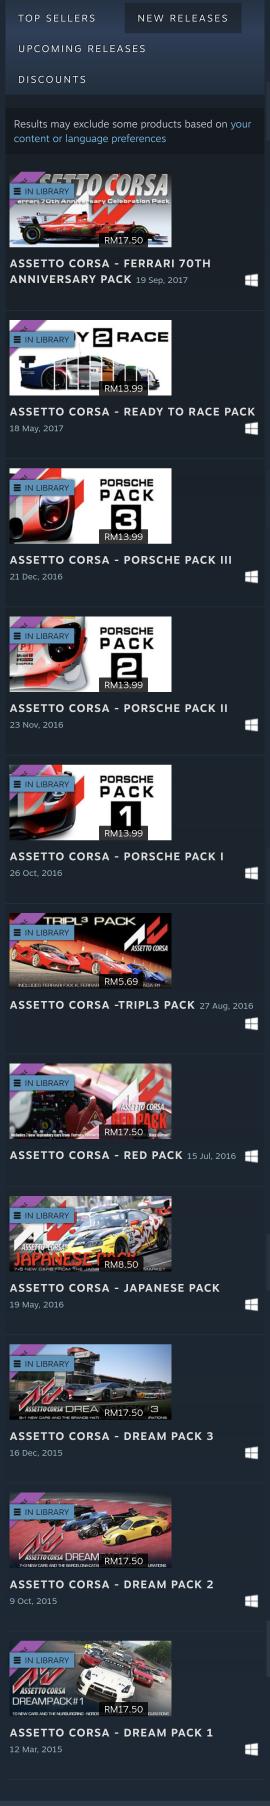 TOP SELLERS
NEW RELEASES
UPCOMING RELEASES
DISCOUNTS
Results may exclude some products based on your
content or language preferences
IN LIBRARY
RM17.50
ASSETTO CORSA - FERRARI 70TH
ANNIVERSARY PACK 19 Sep, 2017
IN LIBRARY
2 RACE
RM13.99
ASSETTO CORSA - READY TO RACE PACK
18 May, 2017
PORSCHE
IN LIBRARY
PACK
3
RM13.99
ASSETTO CORSA - PORSCHE PACK III
21 Dec, 2016
PORSCHE
IN LIBRARY
PACK
2
RM13.99
ASSETTO CORSA - PORSCHE PACK II
23 Nov, 2016
PORSCHE
IN LIBRARY
PACK
1
RM13.99
ASSETTO CORSA - PORSCHE PACK I
26 Oct, 2016
TRIPL3 PACK
IN LIBRARY
ASSETTO CORSA
RM5.69
ASSETTO CORSA -TRIPL3 PACK 27 Aug, 2016
IN LIBRARY
ASSETTO CORSA
RED PACK
RM17.50
ASSETTO CORSA - RED PACK 15 Jul, 2016
IN LIBRARY
ASSETTO CORSA
JAPANESE PACK
RM8.50
ASSETTO CORSA - JAPANESE PACK
19 May, 2016
IN LIBRARY
ASSETTO CORSA
RM17.50
ASSETTO CORSA - DREAM PACK 3
16 Dec, 2015
IN LIBRARY
ASSETTO CORSA
DREAM
RM17.50
ASSETTO CORSA - DREAM PACK 2
9 Oct, 2015
IN LIBRARY
ASSETTO CORSA
DREAMPACK#1
RM17.50
ASSETTO CORSA - DREAM PACK 1
12 Mar, 2015